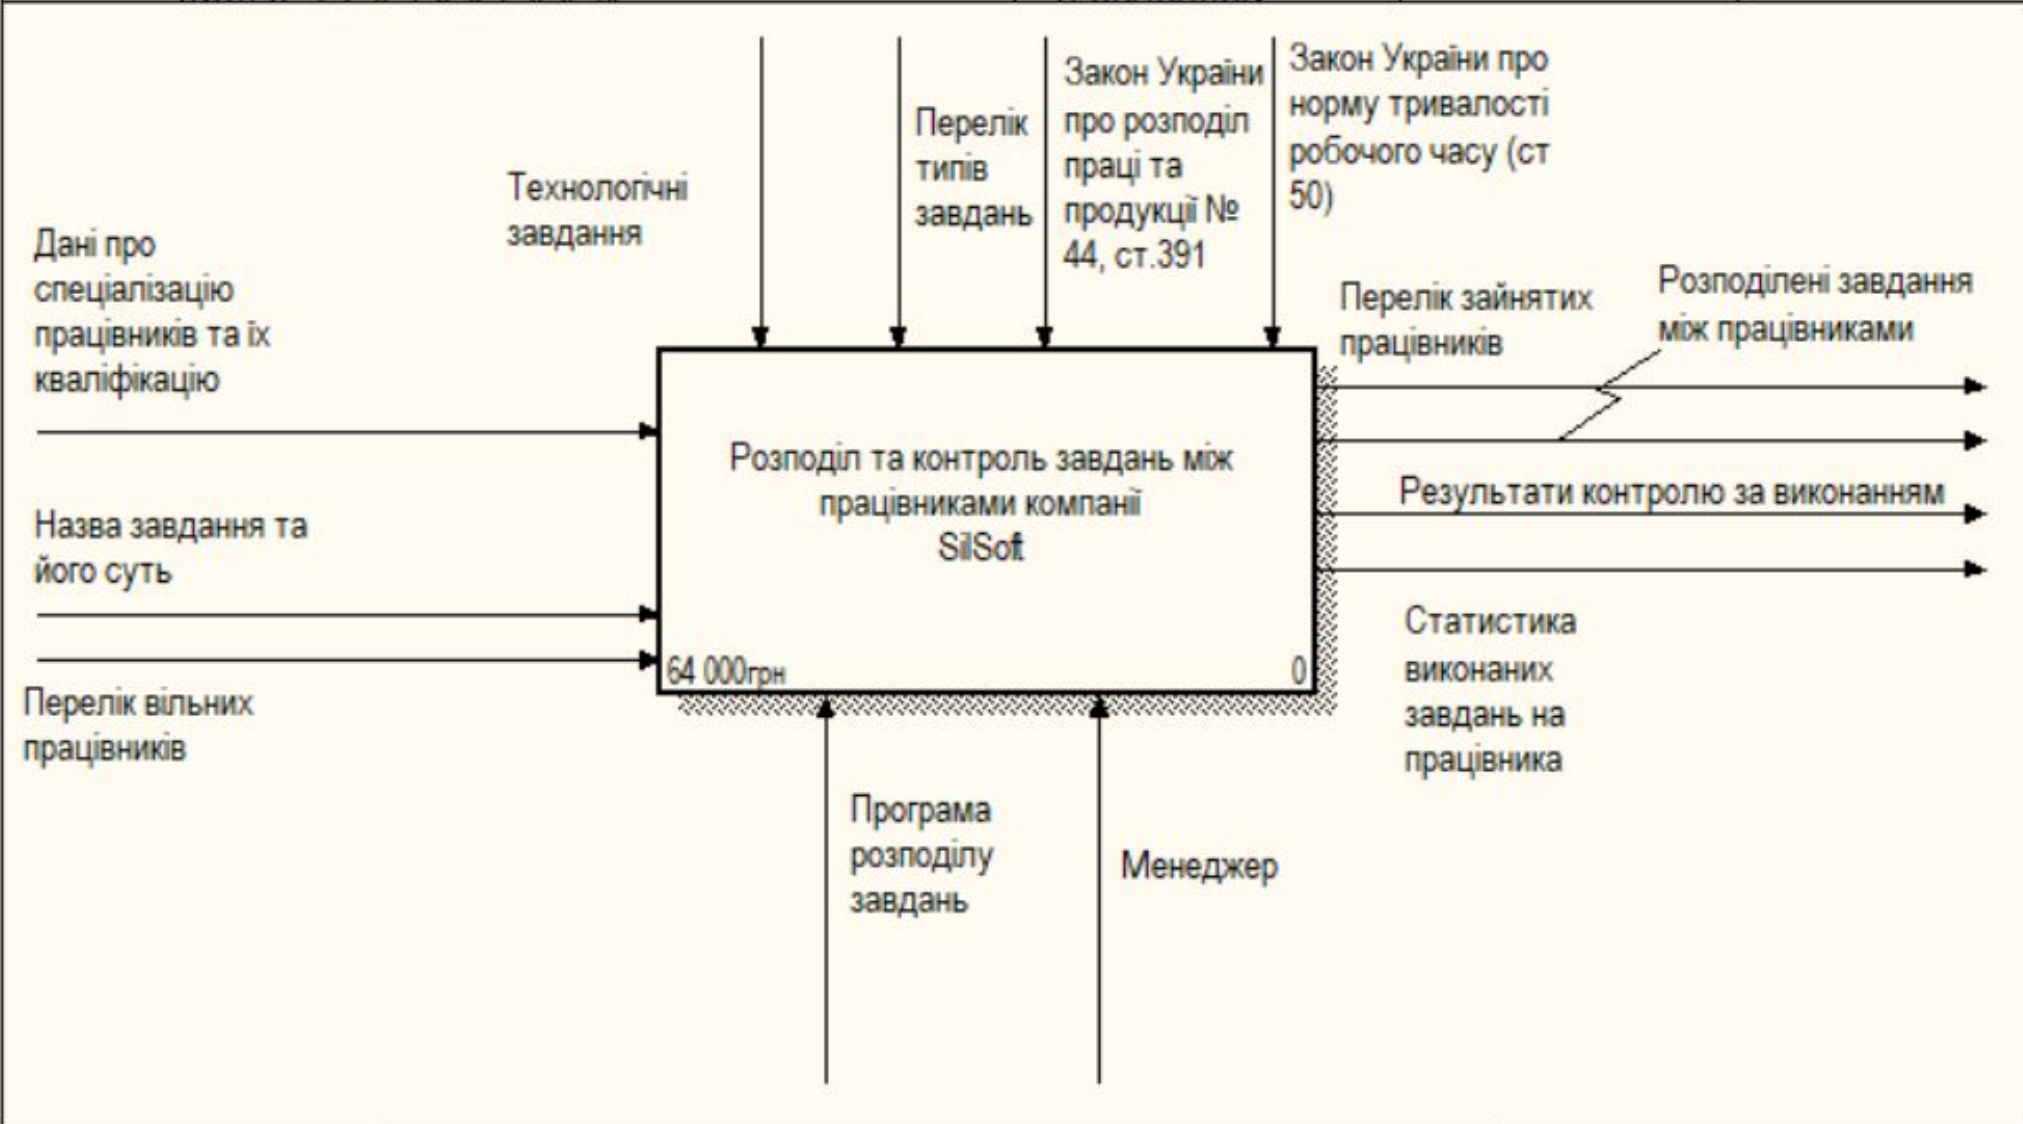 Технологічні
завдання
Перелік
типів
завдань
Закон України
про розподіл
праці та
продукції №
44, ст.391
Закон України про
норму тривалості
робочого часу (ст
50)
Дані про
спеціалізацію
працівників та їх
кваліфікацію
Назва завдання та
його суть
Перелік вільних
працівників
Розподіл та контроль завдань між
працівниками компанії
SilSoft
64 000грн
0
Перелік зайнятих
працівників
Розподілені завдання
між працівниками
Результати контролю за виконанням
Статистика
виконаних
завдань на
працівника
Програма
розподілу
завдань
Менеджер